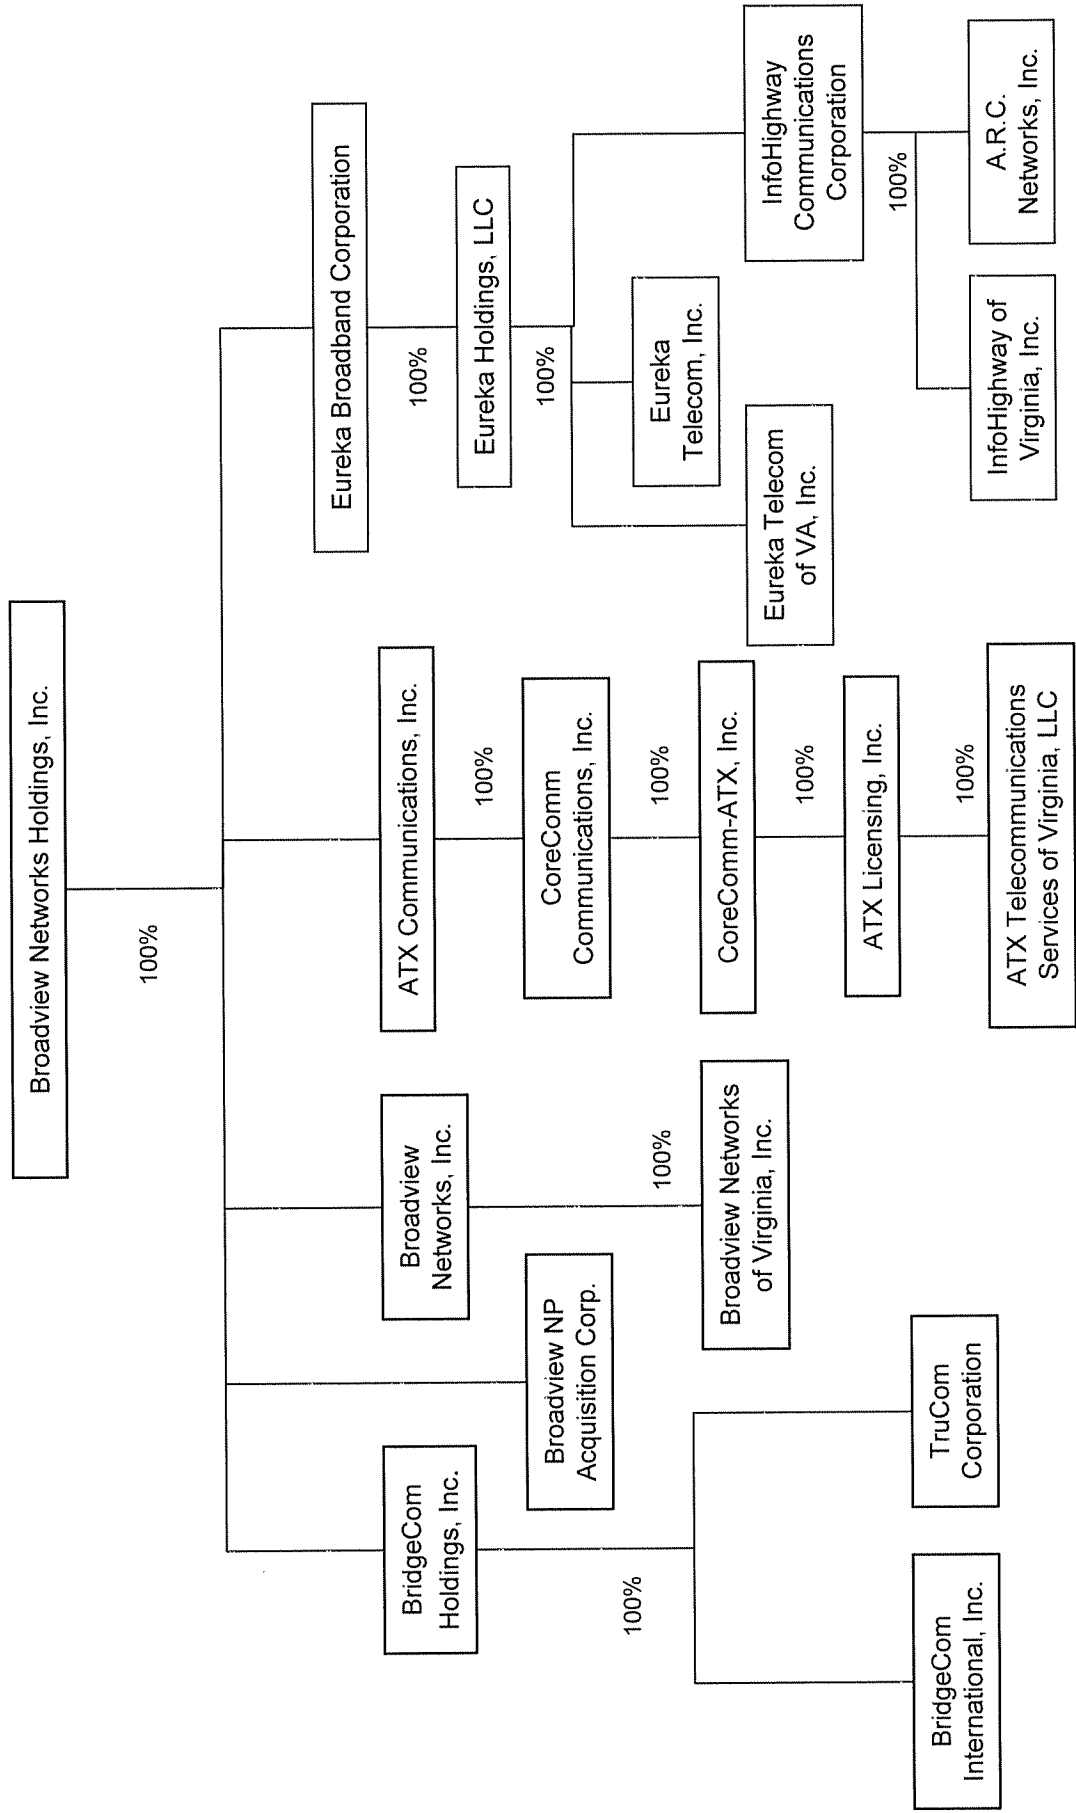 Broadview Networks Holdings, Inc.
100%
BridgeCom
Holdings, Inc.
100%
BridgeCom
International, Inc.
TruCom
Corporation
Broadview NP
Acquisition Corp.
Broadview
Networks, Inc.
100%
Broadview Networks
of Virginia, Inc.
ATX Communications, Inc.
100%
CoreComm
Communications, Inc.
100%
CoreComm-ATX, Inc.
100%
ATX Licensing, Inc.
100%
ATX Telecommunications
Services of Virginia, LLC
Eureka Broadband Corporation
100%
Eureka Holdings, LLC
100%
Eureka Telecom
of VA, Inc.
Eureka
Telecom, Inc.
InfoHighway
Communications
Corporation
100%
InfoHighway of
Virginia, Inc.
A.R.C.
Networks, Inc.